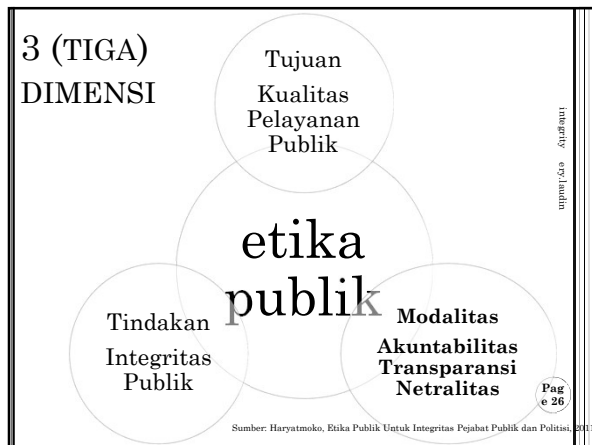 3 (TIGA)
DIMENSI
Tujuan
Kualitas
Pelayanan
Publik
integrity ery.laudin
etika
publik
Tindakan
Integritas
Publik
Modalitas
Akuntabilitas
Transparansi
Netralitas
Pag
e 26
Sumber: Haryatmoko, Etika Publik Untuk Integritas Pejabat Publik dan Politisi, 2011